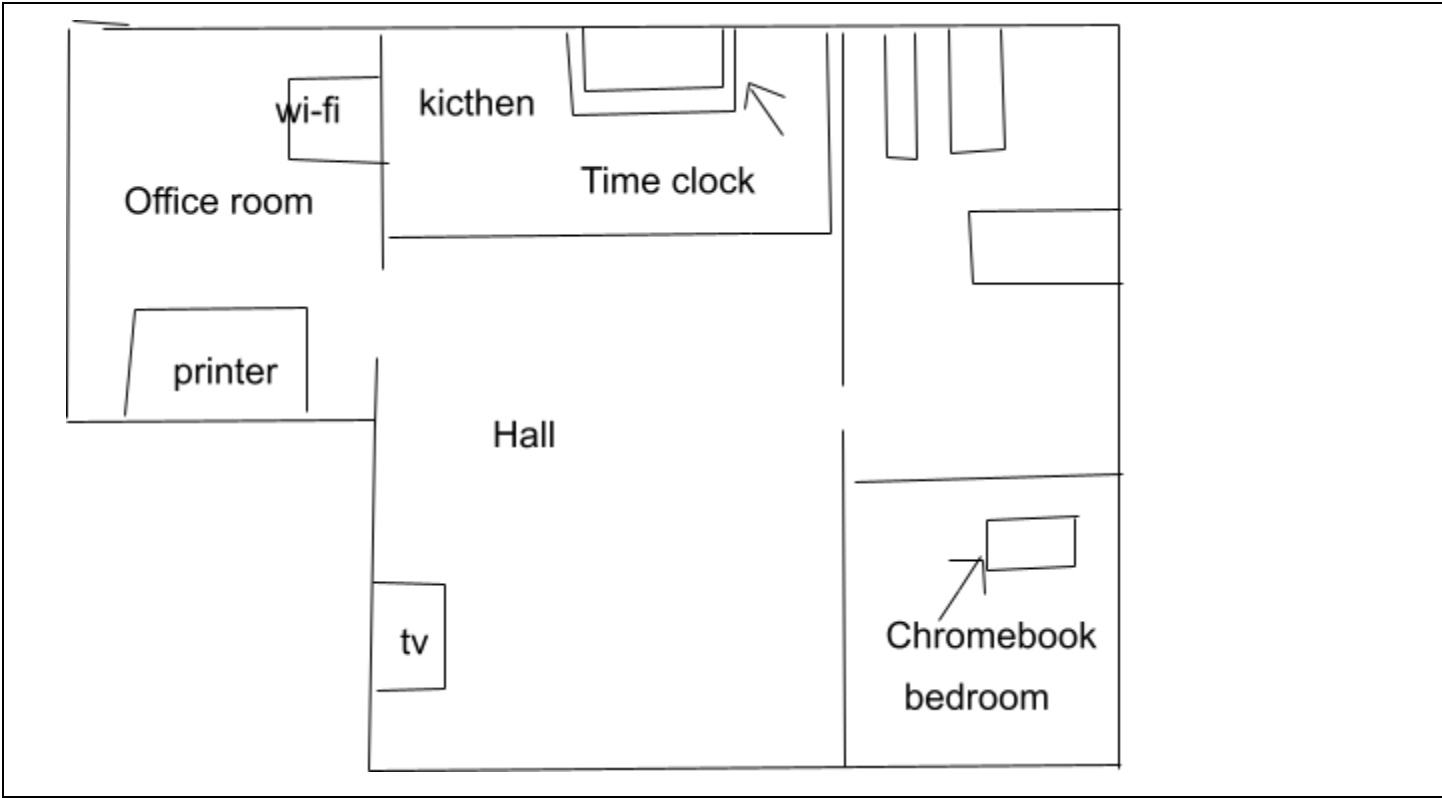 wi-fi
kicthen
Time clock
Office room
printer
Hall
tv
Chromebook
bedroom